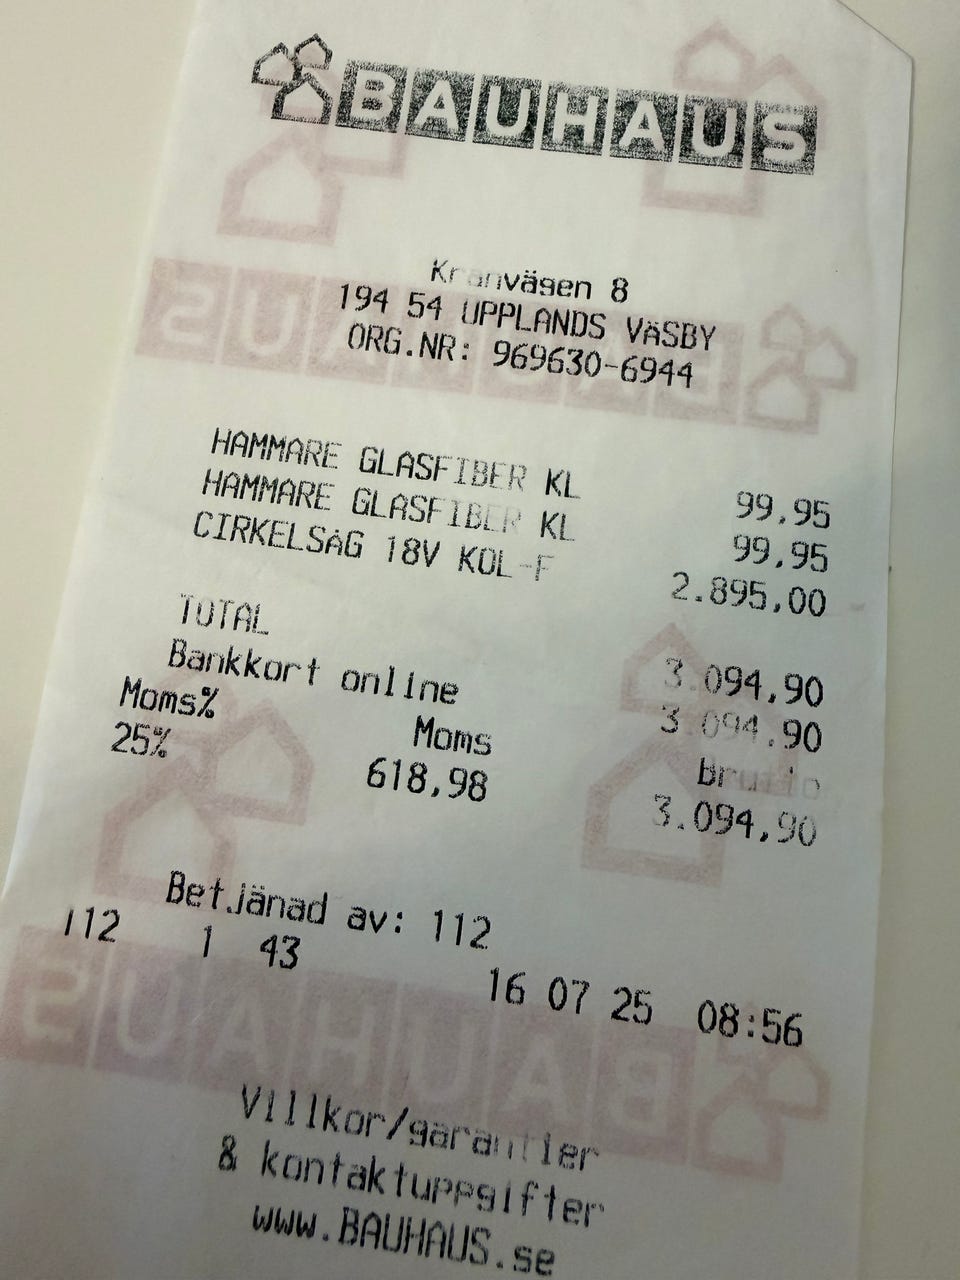 BAUHAUS
Kranvägen 8
194 54 UPPLANDS VÄSBY
ORG.NR: 969630-6944
HAMMARE GLASFIBER KL 99,95
HAMMARE GLASFIBER KL 99,95
CIRKELSÅG 18V KOL-F 2.895,00
TOTAL 3.094,90
Bankkort online 3.094,90
Moms% Moms Brutto
25% 618,98 3.094,90
Betjänad av: 112
112 1 43 16 07 25 08:56
Villkor/garantier
& kontaktuppgifter
www.BAUHAUS.se